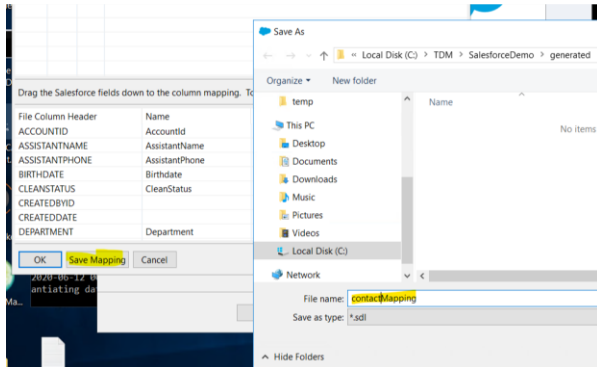 Save As
« Local Disk (C:) > TDM > SalesforceDemo > generated
Organize
New folder
Drag the Salesforce fields down to the column mapping.
File Column Header Name
ACCOUNTID AccountId
ASSISTANTNAME AssistantName
ASSISTANTPHONE AssistantPhone
BIRTHDATE Birthdate
CLEANSTATUS CleanStatus
CREATEDBYID
CREATEDDATE
DEPARTMENT Department
OK Save Mapping Cancel
2020-06-12
antiating
Ma...
temp
This PC
Desktop
Documents
Downloads
Music
Pictures
Videos
Local Disk (C:)
Network
Name
No items
File name: contactMapping
Save as type: *.sdl
Hide Folders